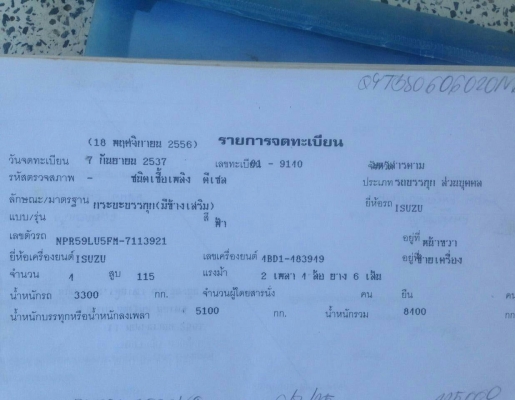 (18 พฤศจิกายน 2556) รายการจดทะเบียน
วันจดทะเบียน 7 กันยายน 2537 เลขทะเบียน - 9140
รหัสตรวจสภาพ - ชนิดเชื้อเพลิง ดีเซล ประเภท รถยรรทุก ส่วนบุคคล
ลักษณะ/มาตรฐาน กระยะยรรทุก(มีข้างเสริม) ยี่ห้อรถ ISUZU
แบบ/รุ่น สี ฟ้า
เลขตัวรถ NPR59LU5FM-7113921 อยู่ที่ หน้าขวา
ยี่ห้อเครื่องยนต์ ISUZU เลขเครื่องยนต์ 4BD1-483949 อยู่ที่ ซ้ายเครื่อง
จำนวน 4 สูบ 115 แรงม้า 2 เพลา 4 ล้อ ยาง 6 เส้น
น้ำหนักรถ 3300 กก. จำนวนผู้โดยสารนั่ง คน ยืน คน
น้ำหนักบรรทุกหรือน้ำหนักลงเพลา 5100 กก. น้ำหนักรวม 8400 กก